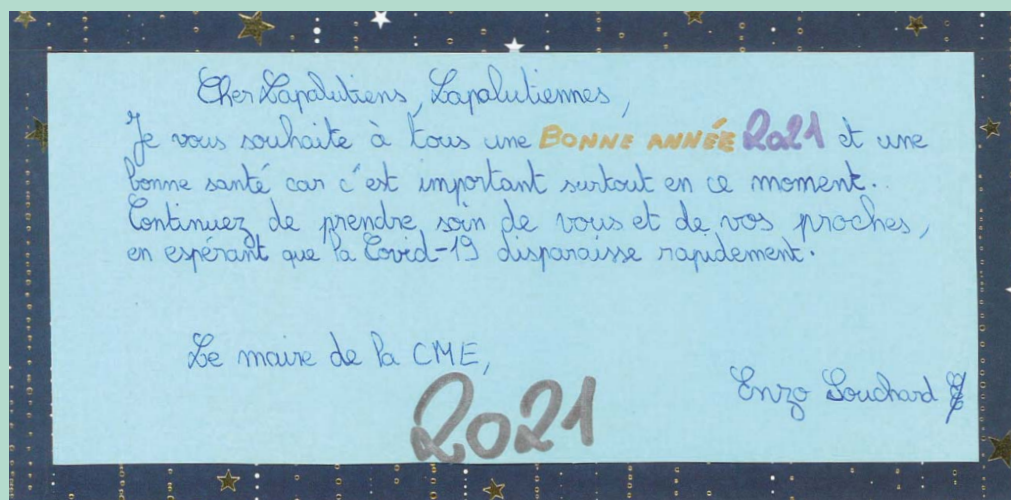 Cher Lapalutiens, Lapalutiennes,
Je vous souhaite à tous une BONNE ANNÉE 2021 et une
bonne santé car c'est important surtout en ce moment.
Continuez de prendre soin de vous et de vos proches,
en espérant que la Covid-19 disparaisse rapidement.
Le maire de la CME,
Enzo Souchard
2021